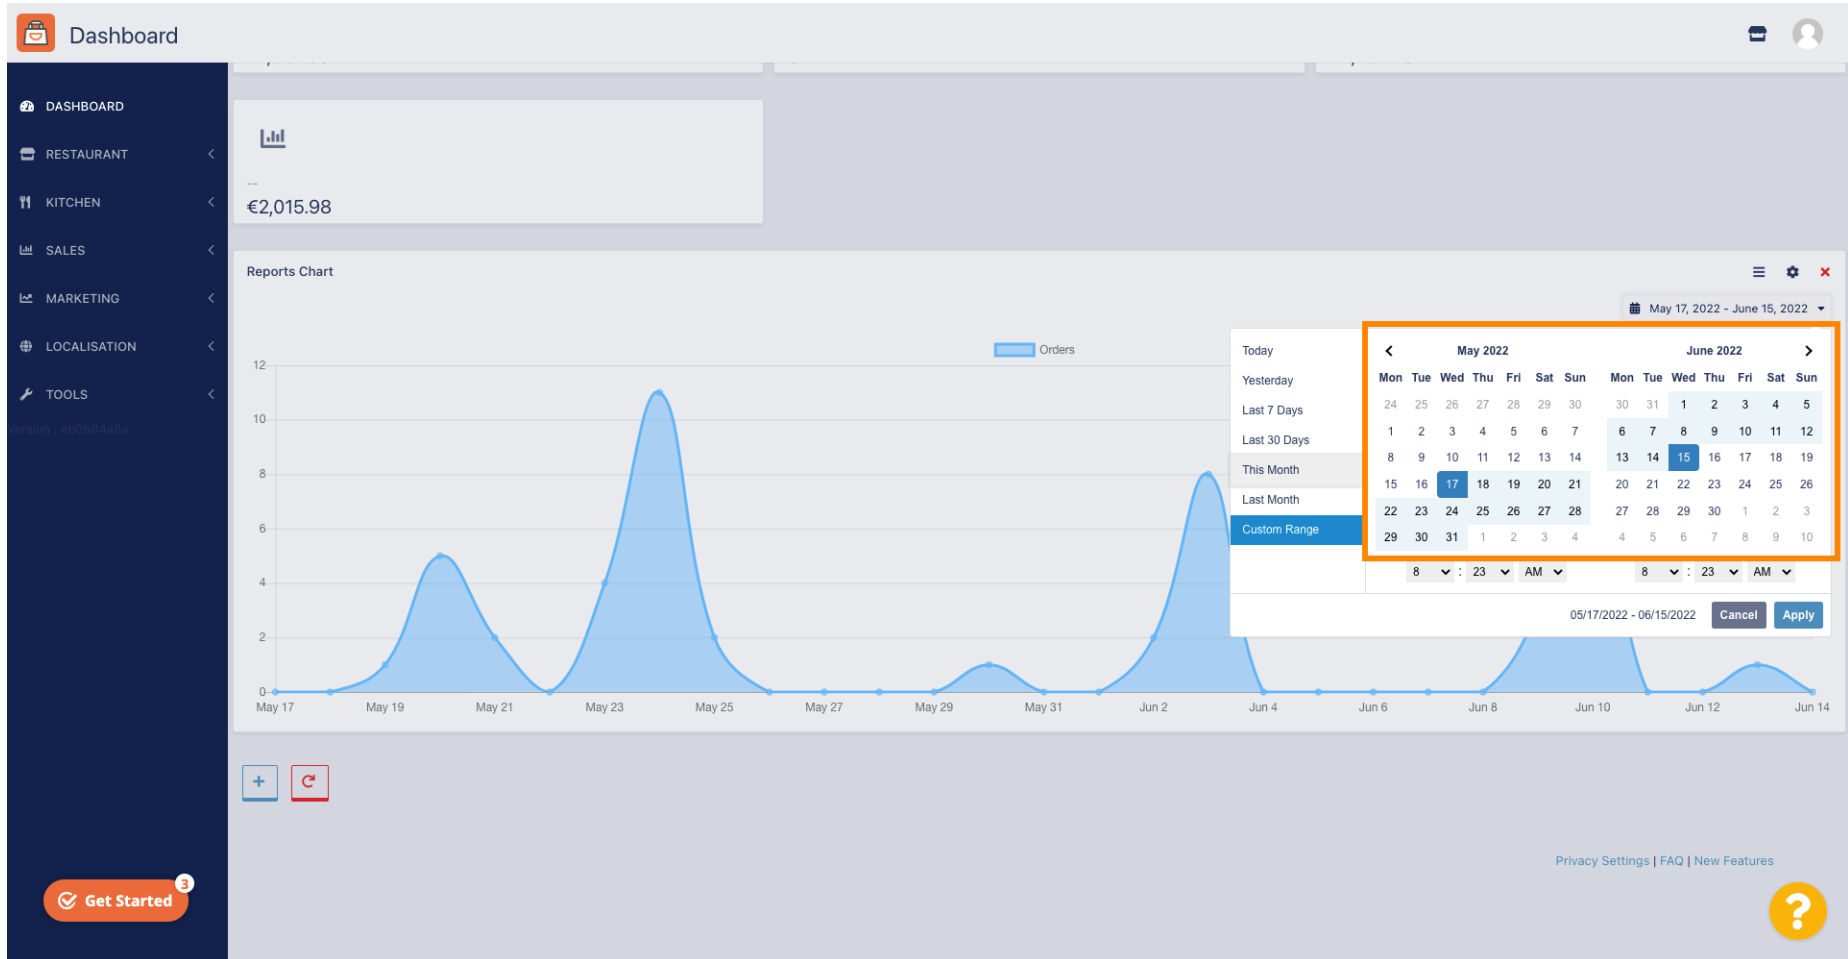 Dashboard
DASHBOARD
RESTAURANT
KITCHEN
SALES
MARKETING
LOCALISATION
TOOLS
Version : eb0b84a8a
--
€2,015.98
Reports Chart
May 17, 2022 - June 15, 2022
Orders
12
10
8
6
4
2
0
May 17 May 19 May 21 May 23 May 25 May 27 May 29 May 31 Jun 2 Jun 4 Jun 6 Jun 8 Jun 10 Jun 12 Jun 14
Today
Yesterday
Last 7 Days
Last 30 Days
This Month
Last Month
Custom Range
May 2022
Mon Tue Wed Thu Fri Sat Sun
24 25 26 27 28 29 30
1 2 3 4 5 6 7
8 9 10 11 12 13 14
15 16 17 18 19 20 21
22 23 24 25 26 27 28
29 30 31 1 2 3 4
8 : 23 AM
June 2022
Mon Tue Wed Thu Fri Sat Sun
30 31 1 2 3 4 5
6 7 8 9 10 11 12
13 14 15 16 17 18 19
20 21 22 23 24 25 26
27 28 29 30 1 2 3
4 5 6 7 8 9 10
8 : 23 AM
05/17/2022 - 06/15/2022 Cancel Apply
Privacy Settings | FAQ | New Features
Get Started 3
?